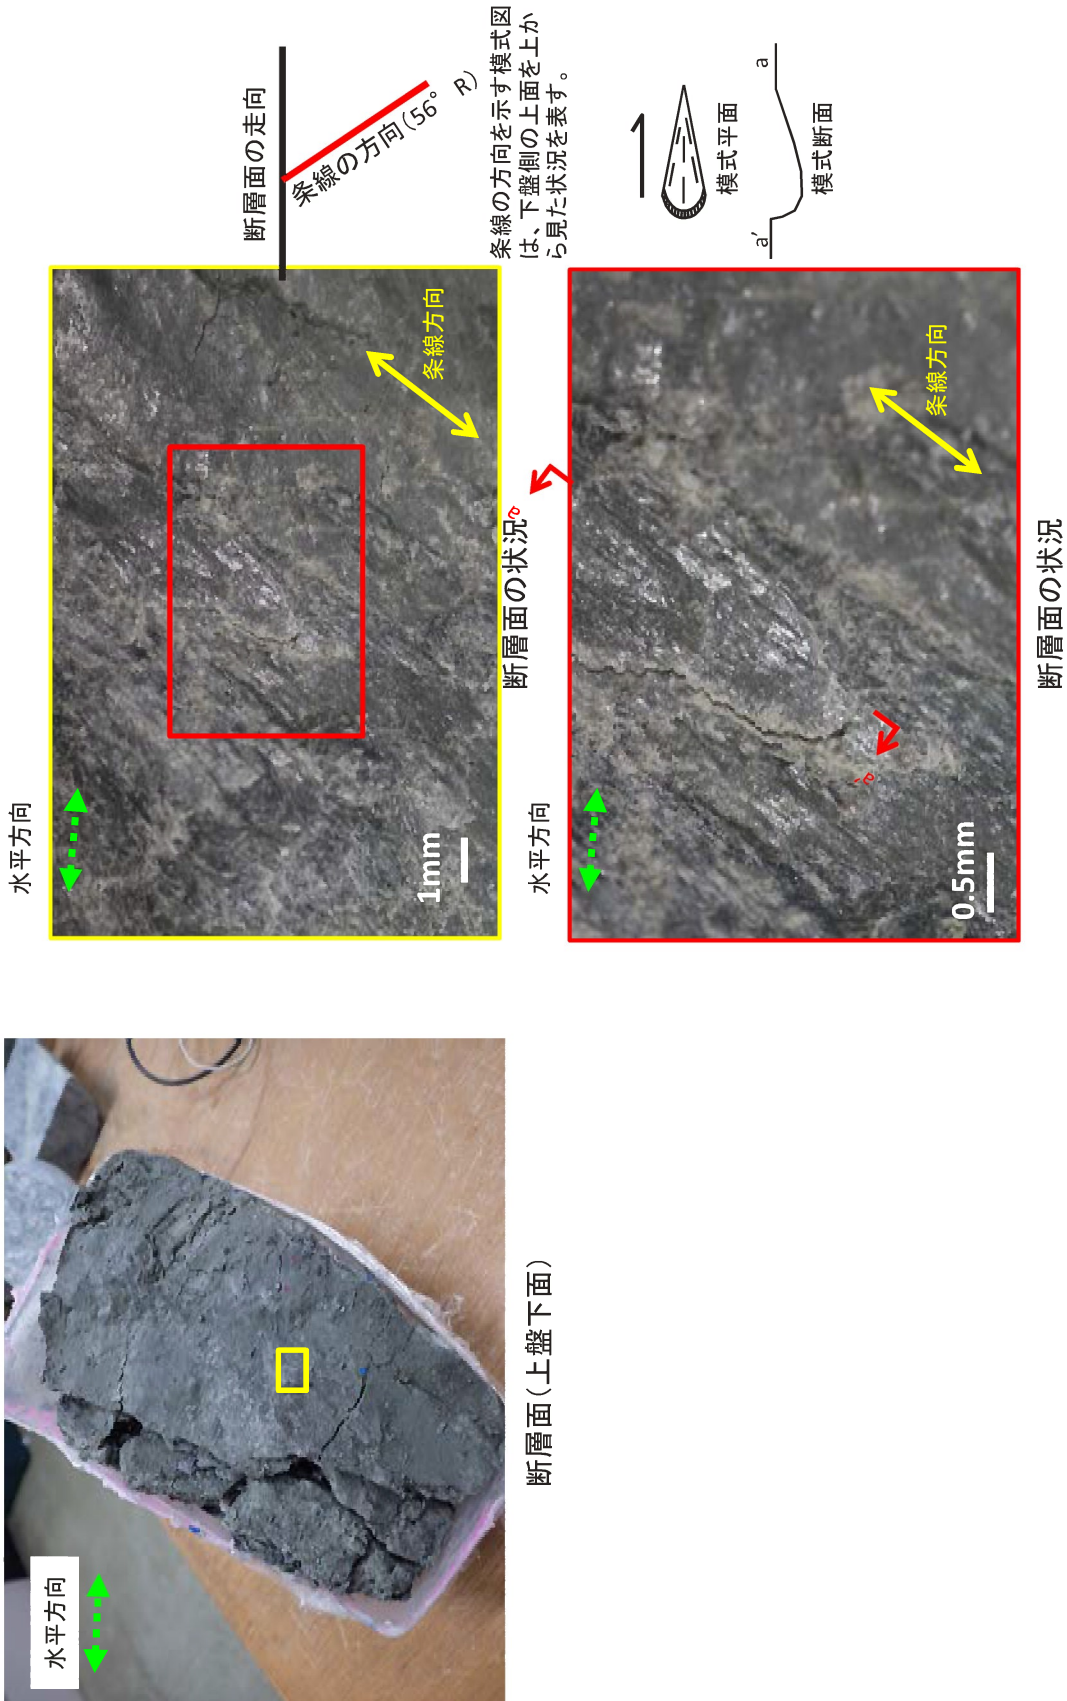 水平方向
断層面（上盤下面）
水平方向
1mm
条線方向
断層面の状況
断層面の走向
条線の方向（56° R）
条線の方向を示す模式図
は、下盤側の上面を上か
ら見た状況を表す。
水平方向
0.5mm
a'
a
条線方向
断層面の状況
模式平面
a'
a
模式断面